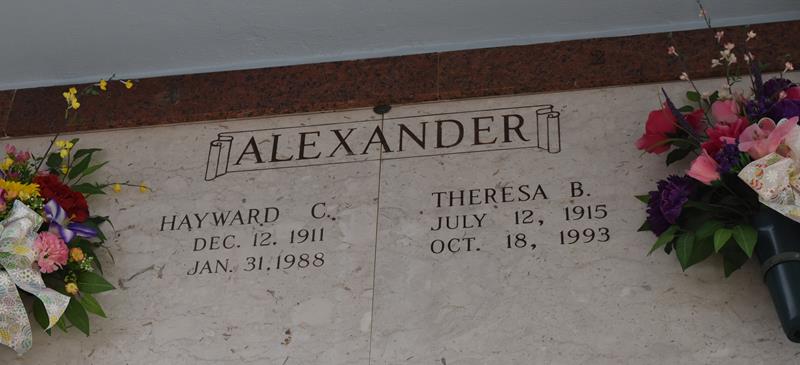 ALEXANDER
HAYWARD C.
DEC. 12. 1911
JAN. 31. 1988
THERESA B.
JULY 12, 1915
OCT. 18, 1993